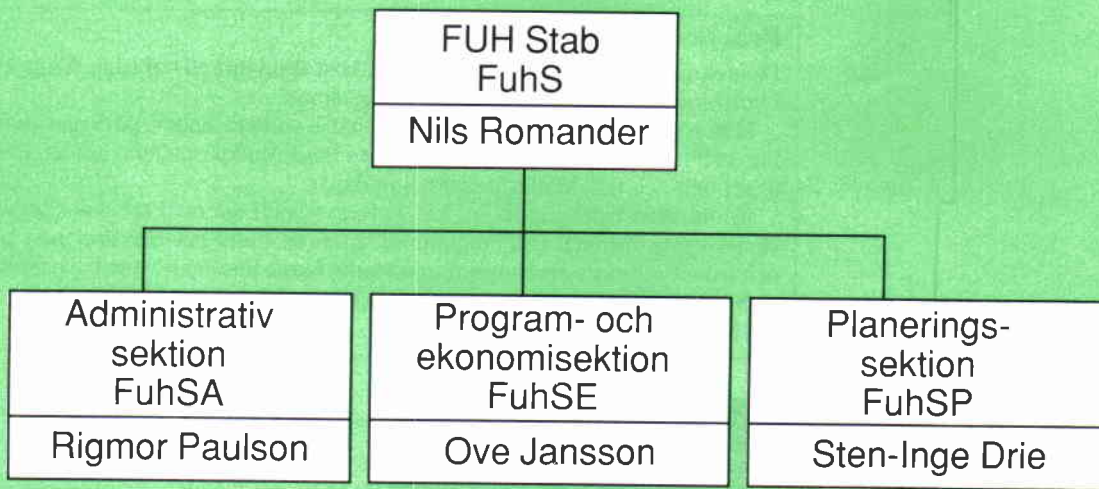 FUH Stab
FuhS
Nils Romander
Administrativ
sektion
FuhSA
Rigmor Paulson
Program- och
ekonomisektion
FuhSE
Ove Jansson
Planerings-
sektion
FuhSP
Sten-Inge Drie